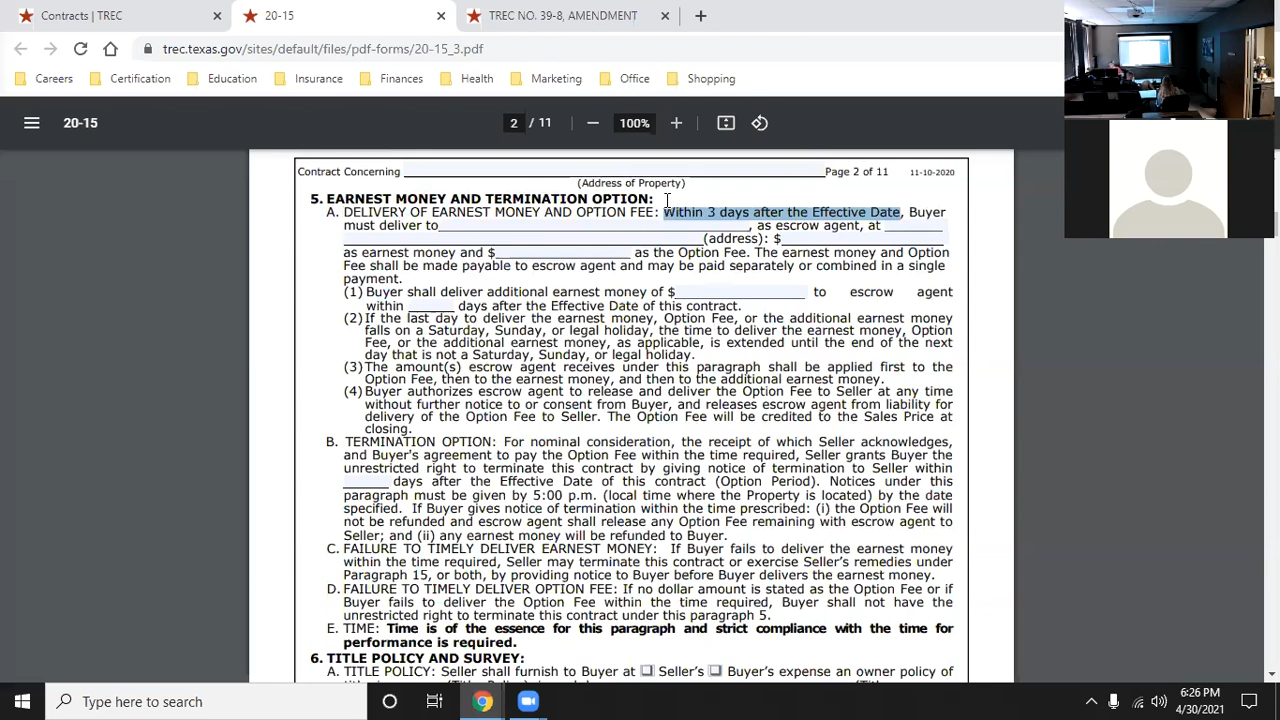 Contracts | TREC
20-15
TREC NO. 39-8, AMENDMENT
trec.texas.gov/sites/default/files/pdf-forms/20-15_3.pdf
Careers Certification Education Insurance Finances Health Marketing Office Shopping
20-15
2 / 11
100%
Contract Concerning Page 2 of 11 11-10-2020
(Address of Property)
5. EARNEST MONEY AND TERMINATION OPTION:
A. DELIVERY OF EARNEST MONEY AND OPTION FEE: Within 3 days after the Effective Date, Buyer
must deliver to , as escrow agent, at
(address): $
as earnest money and $ as the Option Fee. The earnest money and Option
Fee shall be made payable to escrow agent and may be paid separately or combined in a single
payment.
(1) Buyer shall deliver additional earnest money of $ to escrow agent
within days after the Effective Date of this contract.
(2) If the last day to deliver the earnest money, Option Fee, or the additional earnest money
falls on a Saturday, Sunday, or legal holiday, the time to deliver the earnest money, Option
Fee, or the additional earnest money, as applicable, is extended until the end of the next
day that is not a Saturday, Sunday, or legal holiday.
(3) The amount(s) escrow agent receives under this paragraph shall be applied first to the
Option Fee, then to the earnest money, and then to the additional earnest money.
(4) Buyer authorizes escrow agent to release and deliver the Option Fee to Seller at any time
without further notice to or consent from Buyer, and releases escrow agent from liability for
delivery of the Option Fee to Seller. The Option Fee will be credited to the Sales Price at
closing.
B. TERMINATION OPTION: For nominal consideration, the receipt of which Seller acknowledges,
and Buyer's agreement to pay the Option Fee within the time required, Seller grants Buyer the
unrestricted right to terminate this contract by giving notice of termination to Seller within
days after the Effective Date of this contract (Option Period). Notices under this
paragraph must be given by 5:00 p.m. (local time where the Property is located) by the date
specified. If Buyer gives notice of termination within the time prescribed: (i) the Option Fee will
not be refunded and escrow agent shall release any Option Fee remaining with escrow agent to
Seller; and (ii) any earnest money will be refunded to Buyer.
C. FAILURE TO TIMELY DELIVER EARNEST MONEY: If Buyer fails to deliver the earnest money
within the time required, Seller may terminate this contract or exercise Seller's remedies under
Paragraph 15, or both, by providing notice to Buyer before Buyer delivers the earnest money.
D. FAILURE TO TIMELY DELIVER OPTION FEE: If no dollar amount is stated as the Option Fee or if
Buyer fails to deliver the Option Fee within the time required, Buyer shall not have the
unrestricted right to terminate this contract under this paragraph 5.
E. TIME: Time is of the essence for this paragraph and strict compliance with the time for
performance is required.
6. TITLE POLICY AND SURVEY:
A. TITLE POLICY: Seller shall furnish to Buyer at Seller's Buyer's expense an owner policy of
Type here to search
6:26 PM
4/30/2021